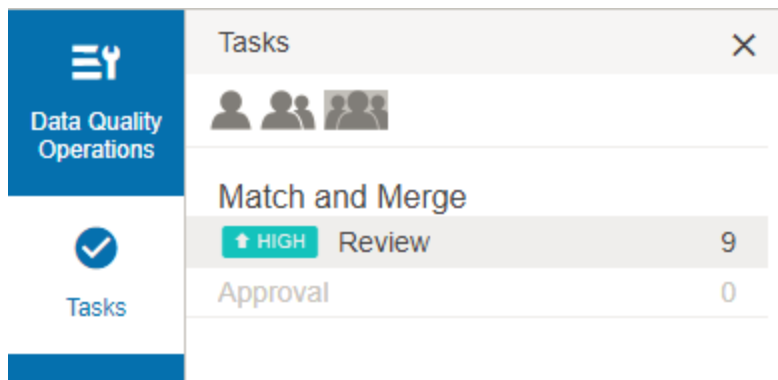 Data Quality
Operations
Tasks
Tasks
Match and Merge
HIGH Review 9
Approval 0